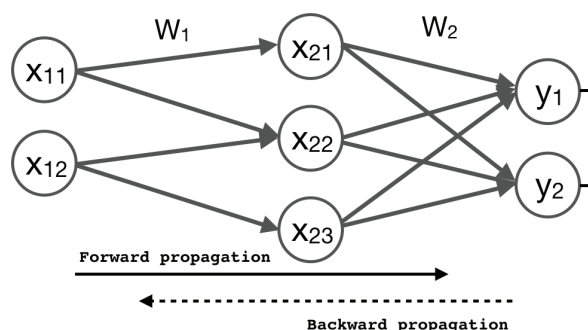 W₁
W₂
x₁₁
x₂₁
y₁
x₁₂
x₂₂
y₂
x₂₃
Forward propagation
Backward propagation